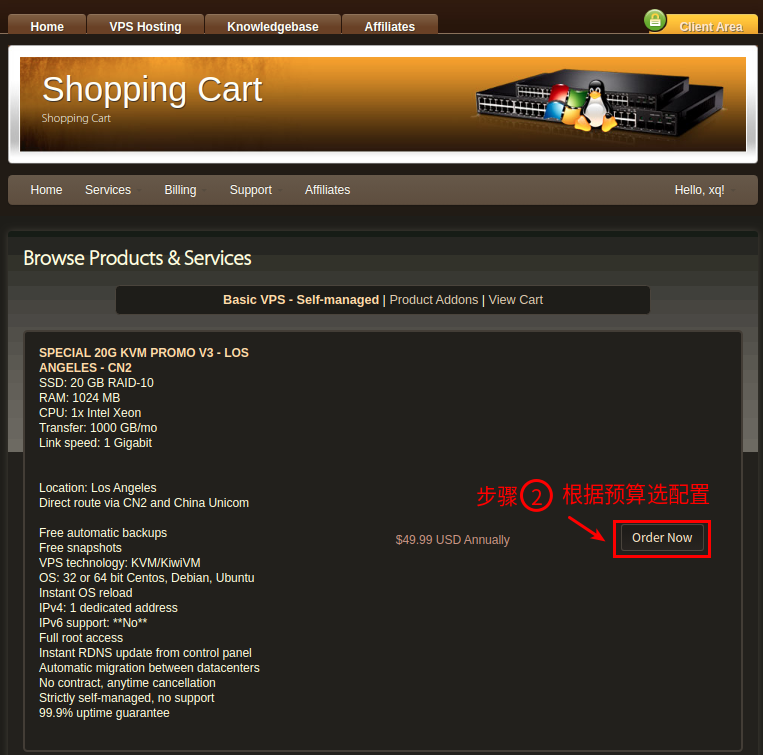 Home
VPS Hosting
Knowledgebase
Affiliates
Client Area
Shopping Cart
Shopping Cart
Home
Services
Billing
Support
Affiliates
Hello, xq!
Browse Products & Services
Basic VPS - Self-managed | Product Addons | View Cart
SPECIAL 20G KVM PROMO V3 - LOS
ANGELES - CN2
SSD: 20 GB RAID-10
RAM: 1024 MB
CPU: 1x Intel Xeon
Transfer: 1000 GB/mo
Link speed: 1 Gigabit
Location: Los Angeles
Direct route via CN2 and China Unicom
Free automatic backups
Free snapshots
VPS technology: KVM/KiwiVM
OS: 32 or 64 bit Centos, Debian, Ubuntu
Instant OS reload
IPv4: 1 dedicated address
IPv6 support: **No**
Full root access
Instant RDNS update from control panel
Automatic migration between datacenters
No contract, anytime cancellation
Strictly self-managed, no support
99.9% uptime guarantee
$49.99 USD Annually
步骤② 根据预算选配置
Order Now